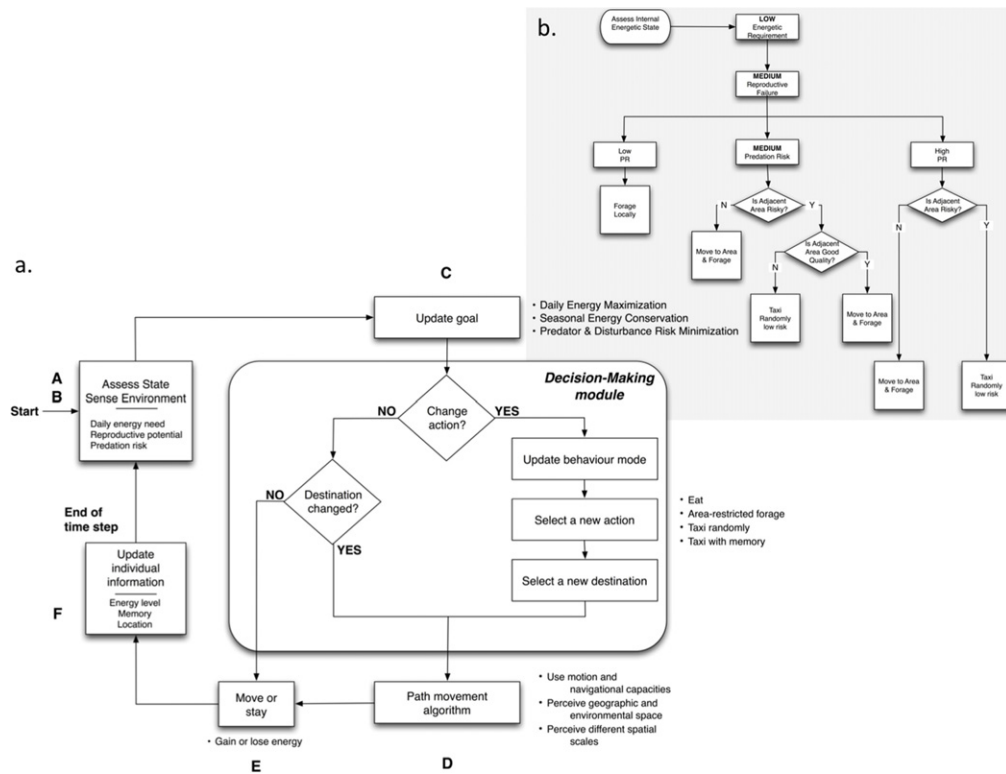 b.
Assess Internal
Energetic State
LOW
Energetic
Requirement
MEDIUM
Reproductive
Failure
Low
PR
MEDIUM
Predation Risk
High
PR
Forage
Locally
Is Adjacent
Area Risky?
N
Y
Is Adjacent
Area Risky?
N
Y
Move to Area
& Forage
Is Adjacent
Area Good
Quality?
N
Y
Taxi
Randomly
low risk
Move to Area
& Forage
Move to Area
& Forage
Taxi
Randomly
low risk
a.
C
Update goal
• Daily Energy Maximization
• Seasonal Energy Conservation
• Predator & Disturbance Risk Minimization
A
B
Start
Assess State
Sense Environment
Daily energy need
Reproductive potential
Predation risk
Decision-Making
module
Change
action?
NO
YES
Update behaviour mode
Destination
changed?
NO
YES
Select a new action
• Eat
• Area-restricted forage
• Taxi randomly
• Taxi with memory
Select a new destination
End of
time step
Update
individual
information
Energy level
Memory
Location
F
Move or
stay
• Gain or lose energy
E
Path movement
algorithm
• Use motion and
navigational capacities
• Perceive geographic and
environmental space
• Perceive different spatial
scales
D